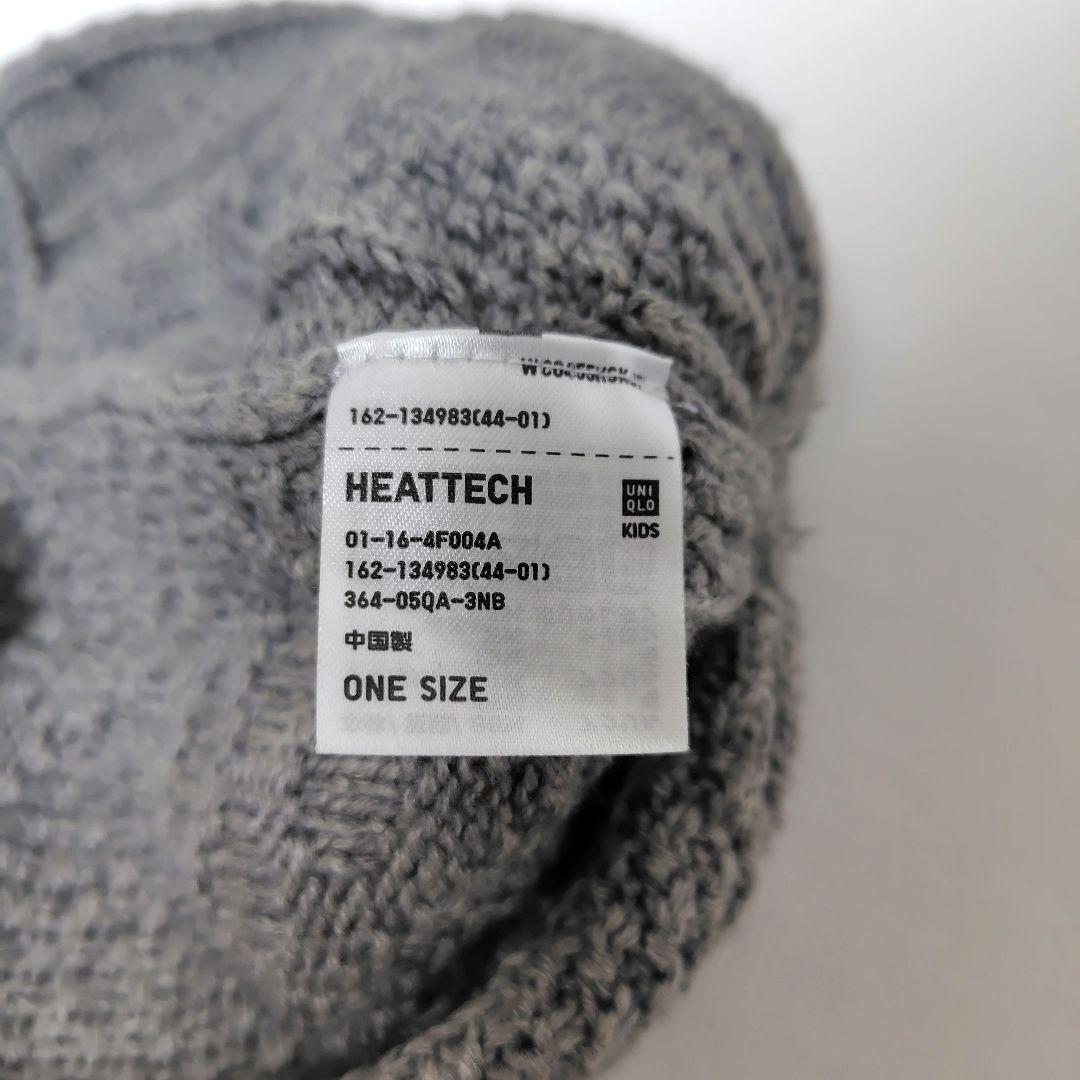 162-134983(44-01)
HEATTECH
UNI
QLO
KIDS
01-16-4F004A
162-134983(44-01)
364-05QA-3NB
中国製
ONE SIZE